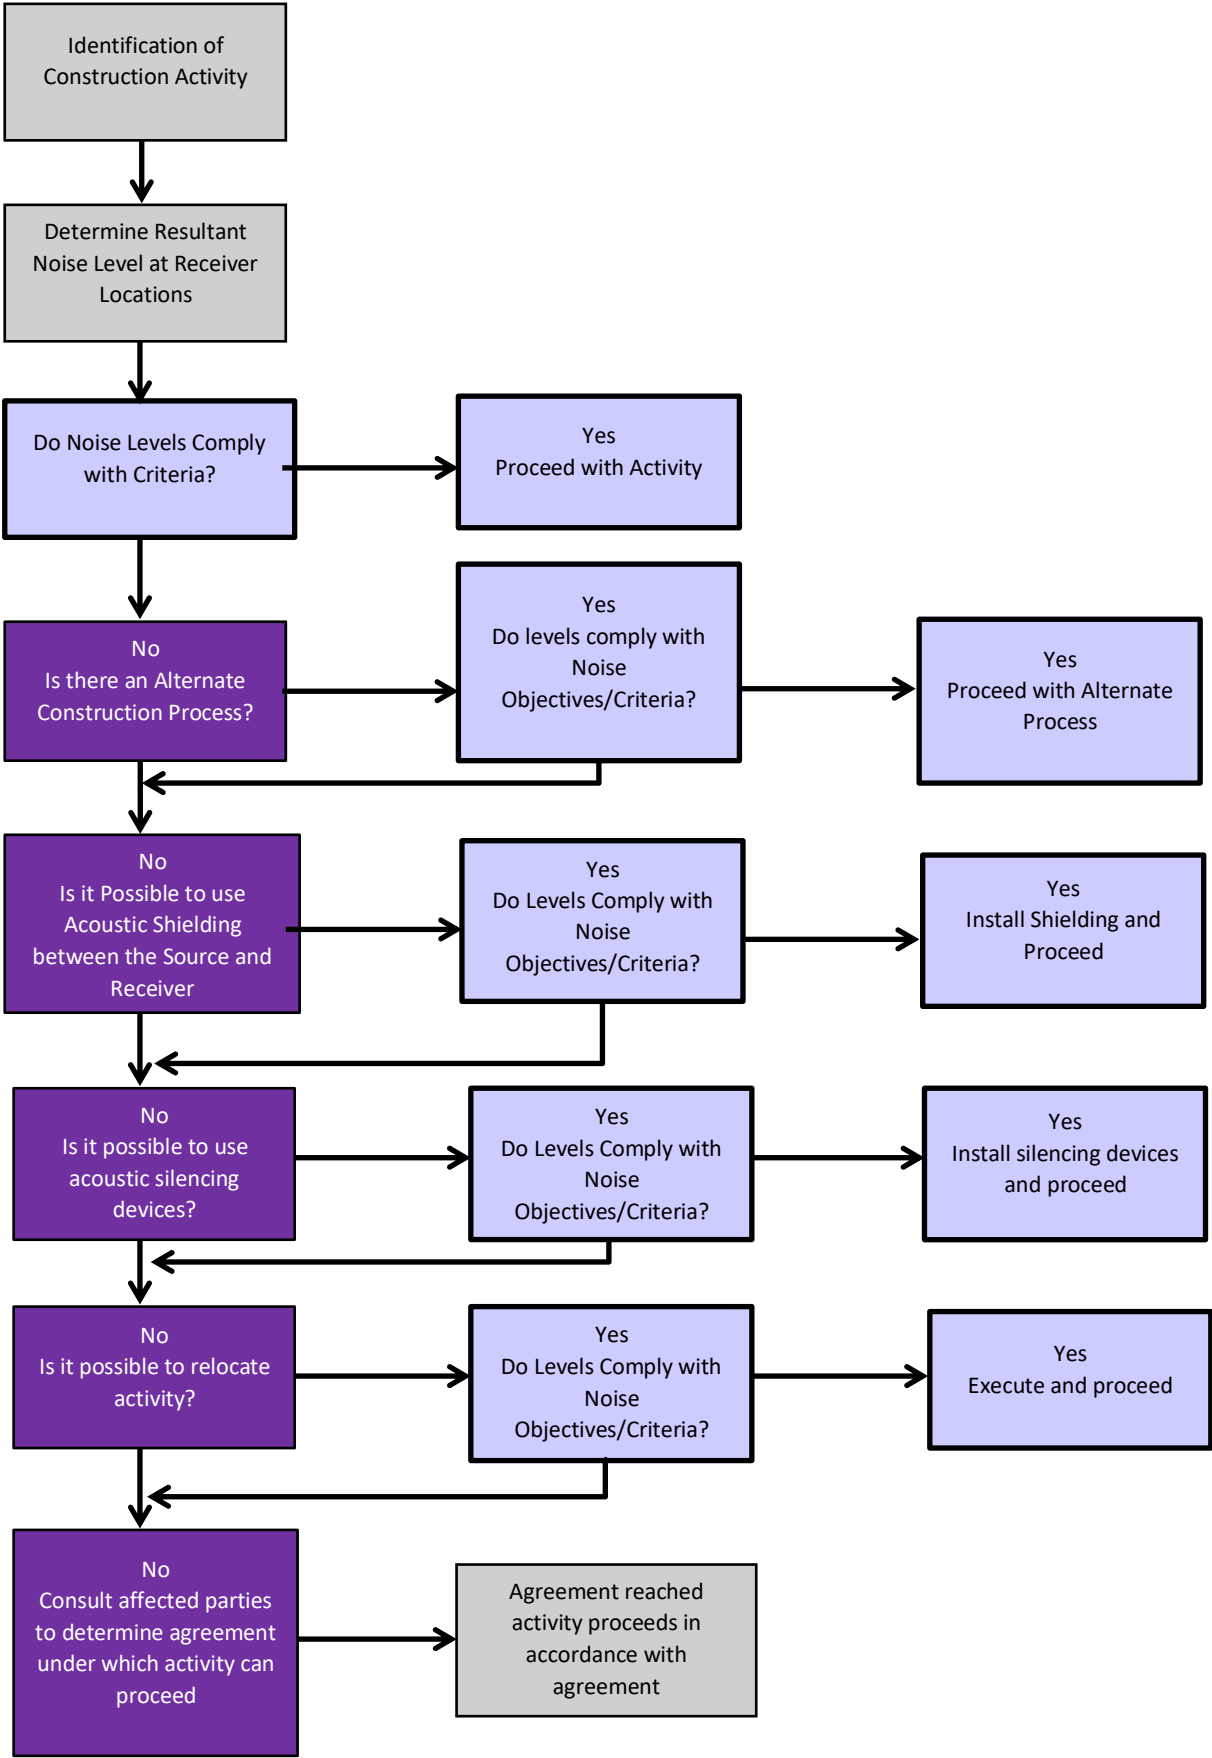 Identification of
Construction Activity
Determine Resultant
Noise Level at Receiver
Locations
Do Noise Levels Comply
with Criteria?
Yes
Proceed with Activity
No
Is there an Alternate
Construction Process?
Yes
Do levels comply with
Noise
Objectives/Criteria?
Yes
Proceed with Alternate
Process
No
Is it Possible to use
Acoustic Shielding
between the Source and
Receiver
Yes
Do Levels Comply with
Noise
Objectives/Criteria?
Yes
Install Shielding and
Proceed
No
Is it possible to use
acoustic silencing
devices?
Yes
Do Levels Comply with
Noise
Objectives/Criteria?
Yes
Install silencing devices
and proceed
No
Is it possible to relocate
activity?
Yes
Do Levels Comply with
Noise
Objectives/Criteria?
Yes
Execute and proceed
No
Consult affected parties
to determine agreement
under which activity can
proceed
Agreement reached
activity proceeds in
accordance with
agreement